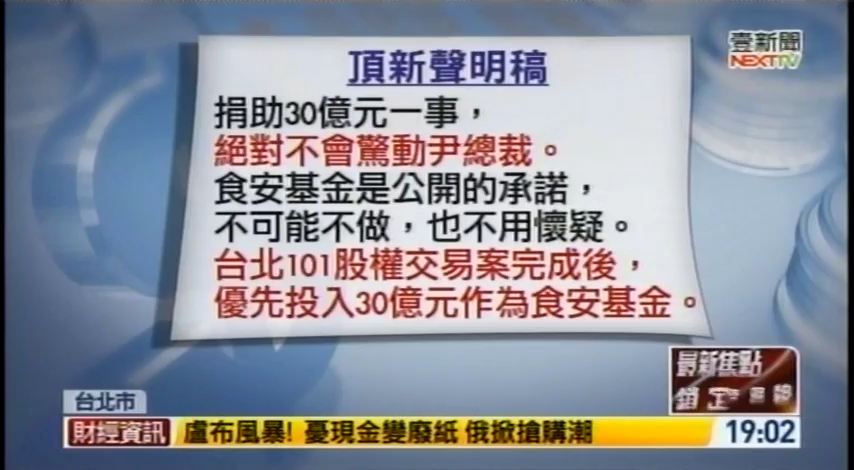 頂新聲明稿
壹新聞
NEXTTV
捐助30億元一事，
絕對不會驚動尹總裁。
食安基金是公開的承諾，
不可能不做，也不用懷疑。
台北101股權交易案完成後，
優先投入30億元作為食安基金。
最新焦點
台北市
財經資訊
盧布風暴! 憂現金變廢紙 俄掀搶購潮
19:02